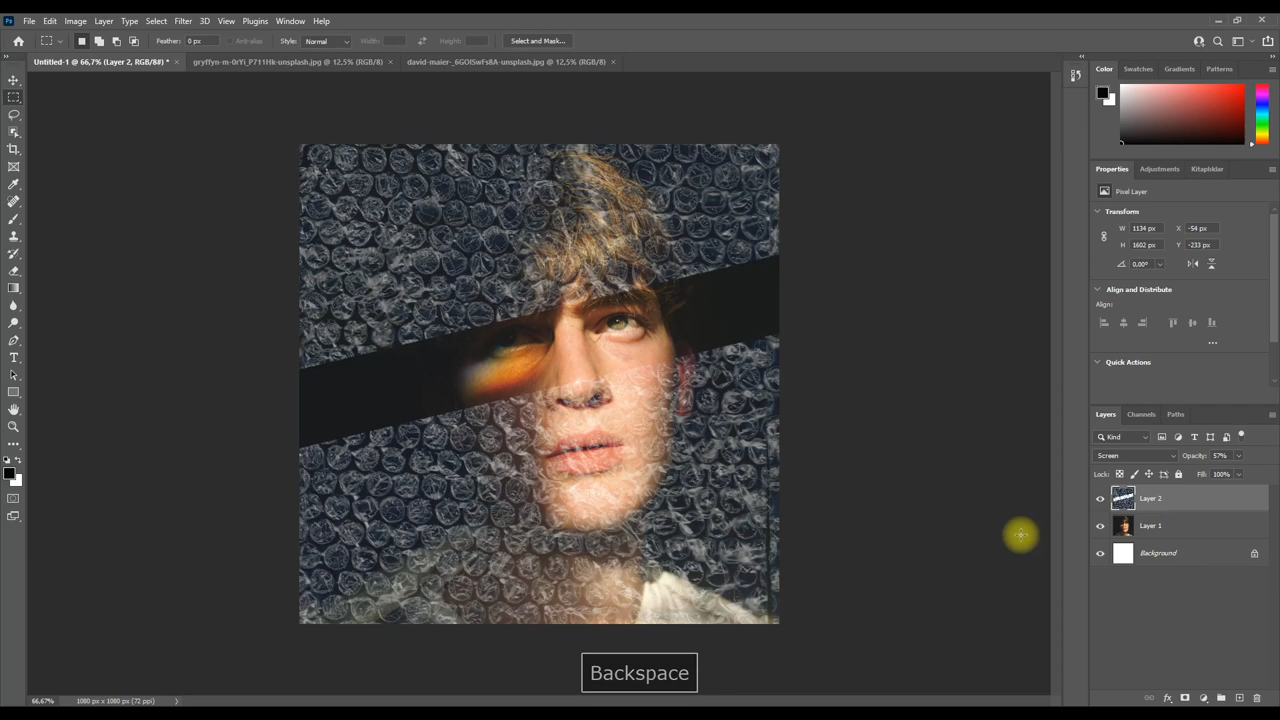 Ps File Edit Image Layer Type Select Filter 3D View Plugins Window Help
Feather: 0 px Anti-alias Style: Normal Width: Height: Select and Mask...
Untitled-1 @ 66,7% (Layer 2, RGB/8#) * × gryffyn-m-0rYi_P711Hk-unsplash.jpg @ 12,5% (RGB/8) × david-maier-_6GOISwFs8A-unsplash.jpg @ 12,5% (RGB/8) ×
Color Swatches Gradients Patterns
Properties Adjustments Kitaplıklar
Pixel Layer
Transform
W 1134 px X -54 px
H 1602 px Y -233 px
0,00°
Align and Distribute
Align:
...
Quick Actions
Layers Channels Paths
Kind
Screen Opacity: 57%
Lock: Fill: 100%
Layer 2
Layer 1
Background
Backspace
66,67% 1080 px x 1080 px (72 ppi)